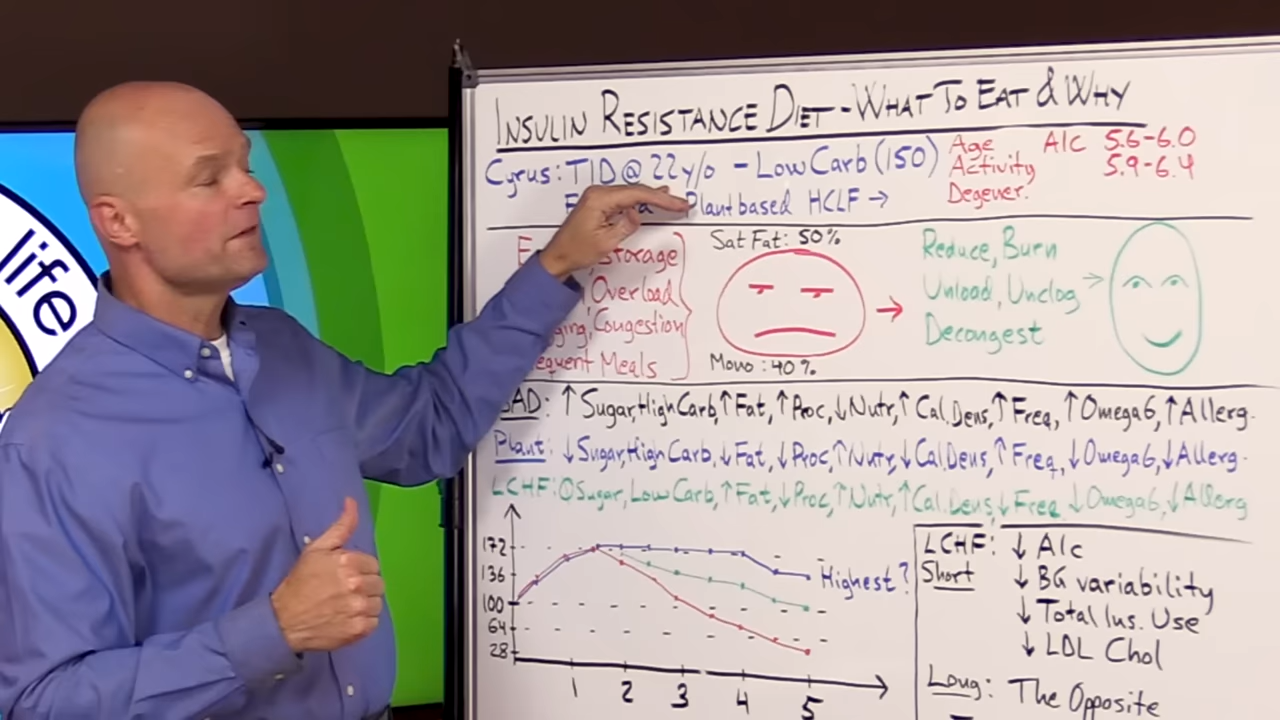 life
INSULIN RESISTANCE DIET - WHAT TO EAT & WHY
Cyrus: T1D @ 22 y/o - Low Carb (150)
Plant based HCLF →
Age A1C 5.6-6.0
Activity 5.9-6.4
Degener.
Storage
Overload
Congestion
Meals
Sat Fat: 50%
Mono: 40%
Reduce, Burn
Unload, Unclog →
Decongest
SAD: ↑ Sugar, High Carb, ↑ Fat, ↑ Proc, ↓ Nutr, ↑ Cal. Dens, ↑ Freq, ↑ Omega6, ↑ Allerg.
Plant: ↓ Sugar, High Carb, ↓ Fat, ↓ Proc, ↑ Nutr, ↓ Cal. Dens, ↑ Freq, ↓ Omega6, ↓ Allerg.
LCHF: Sugar, Low Carb, ↑ Fat, ↓ Proc, ↑ Nutr, ↑ Cal. Dens, ↓ Freq ↓ Omega6, ↓ Allerg
172
136
100
64
28
Highest?
1 2 3 4 5
LCHF: ↓ A1c
Short ↓ BG variability
↓ Total Ins. Use
↓ LDL Chol
Long: The Opposite